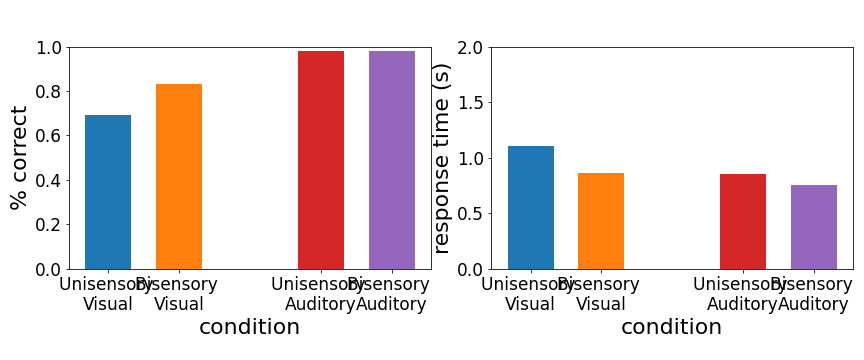 % correct
1.0
0.8
0.6
0.4
0.2
0.0
Unisensory
Visual
Bisensory
Visual
Unisensory
Auditory
Bisensory
Auditory
condition
response time (s)
2.0
1.5
1.0
0.5
0.0
Unisensory
Visual
Bisensory
Visual
Unisensory
Auditory
Bisensory
Auditory
condition